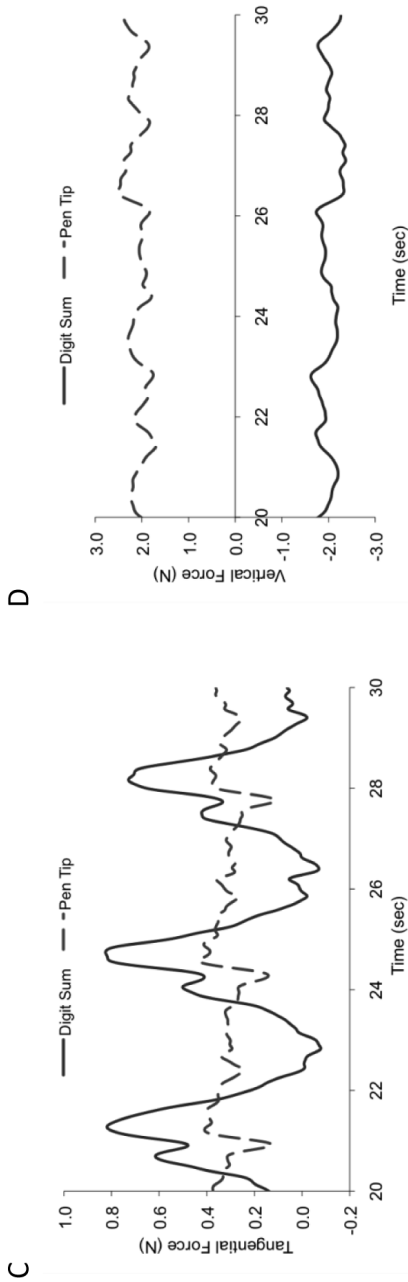 C
Digit Sum Pen Tip
Tangential Force (N)
1.0
0.8
0.6
0.4
0.2
0.0
-0.2
20 22 24 26 28 30
Time (sec)
D
Digit Sum Pen Tip
Vertical Force (N)
3.0
2.0
1.0
0.0
-1.0
-2.0
-3.0
20 22 24 26 28 30
Time (sec)